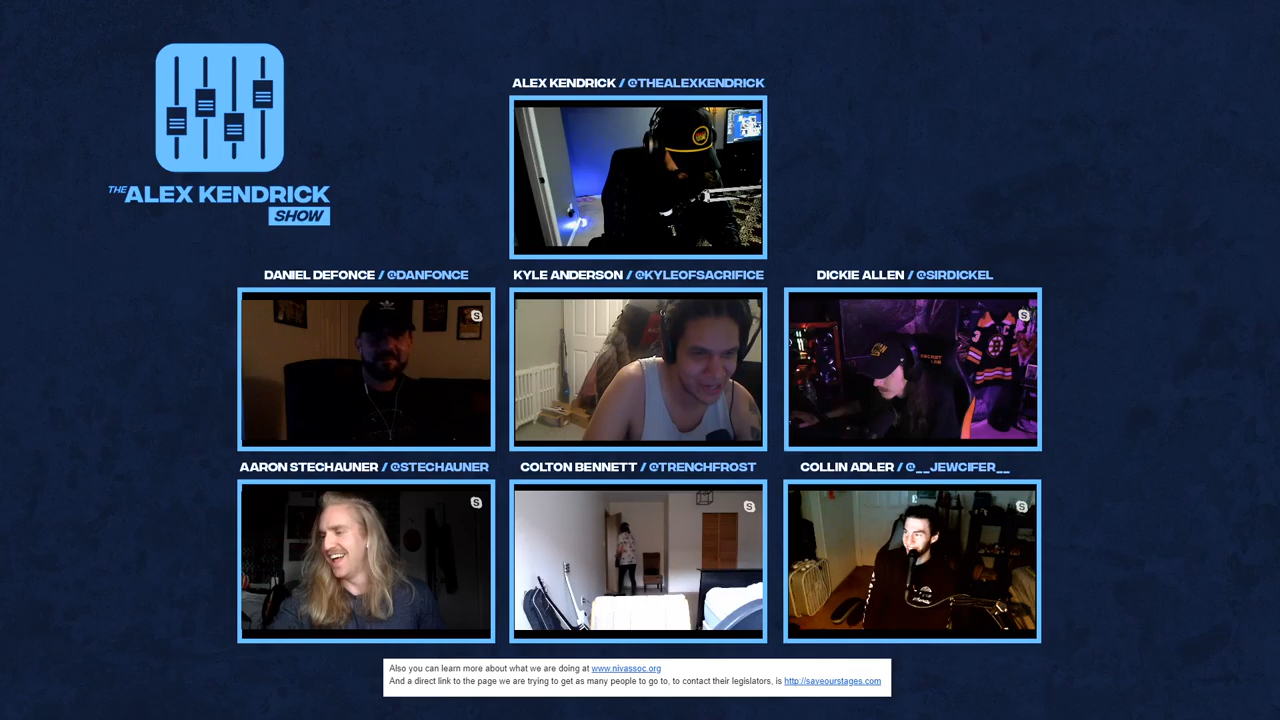 ALEX KENDRICK / @THEALEXKENDRICK
THE ALEX KENDRICK
SHOW
DANIEL DEFONCE / @DANFONCE
KYLE ANDERSON / @KYLEOFSACRIFICE
DICKIE ALLEN / @SIRDICKEL
AARON STECHAUNER / @STECHAUNER
COLTON BENNETT / @TRENCHFROST
COLLIN ADLER / @__JEWCIFER__
Also you can learn more about what we are doing at www.nivassoc.org
And a direct link to the page we are trying to get as many people to go to, to contact their legislators, is http://saveourstages.com